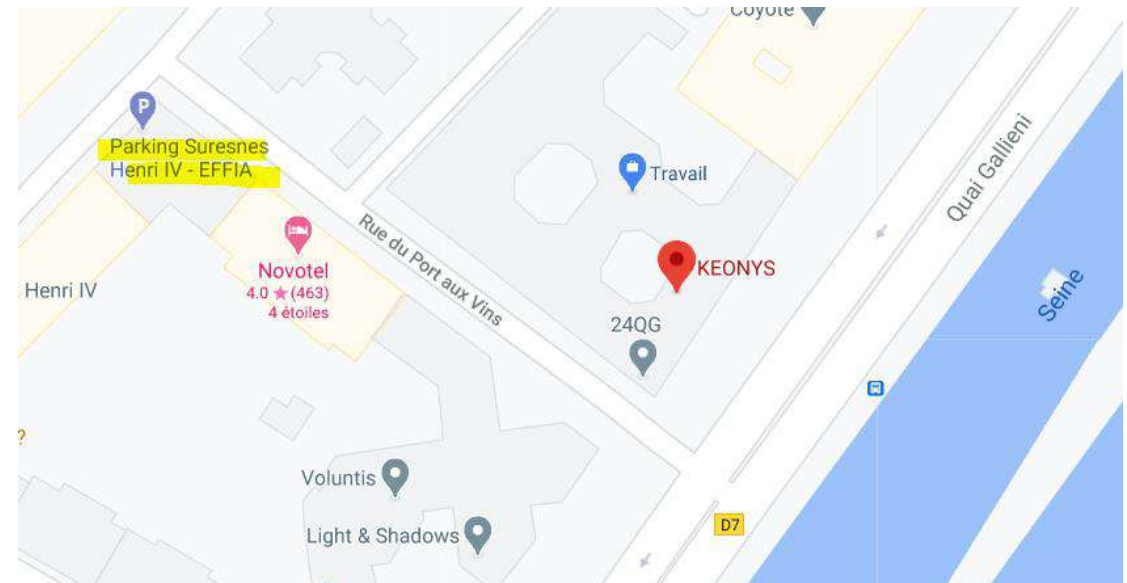 Coyote
P
Parking Suresnes
Henri IV - EFFIA
Travail
Quai Gallieni
Rue du Port aux Vins
Novotel
4.0 ★ (463)
4 étoiles
KEONYS
Henri IV
Seine
24QG
?
Voluntis
Light & Shadows
D7